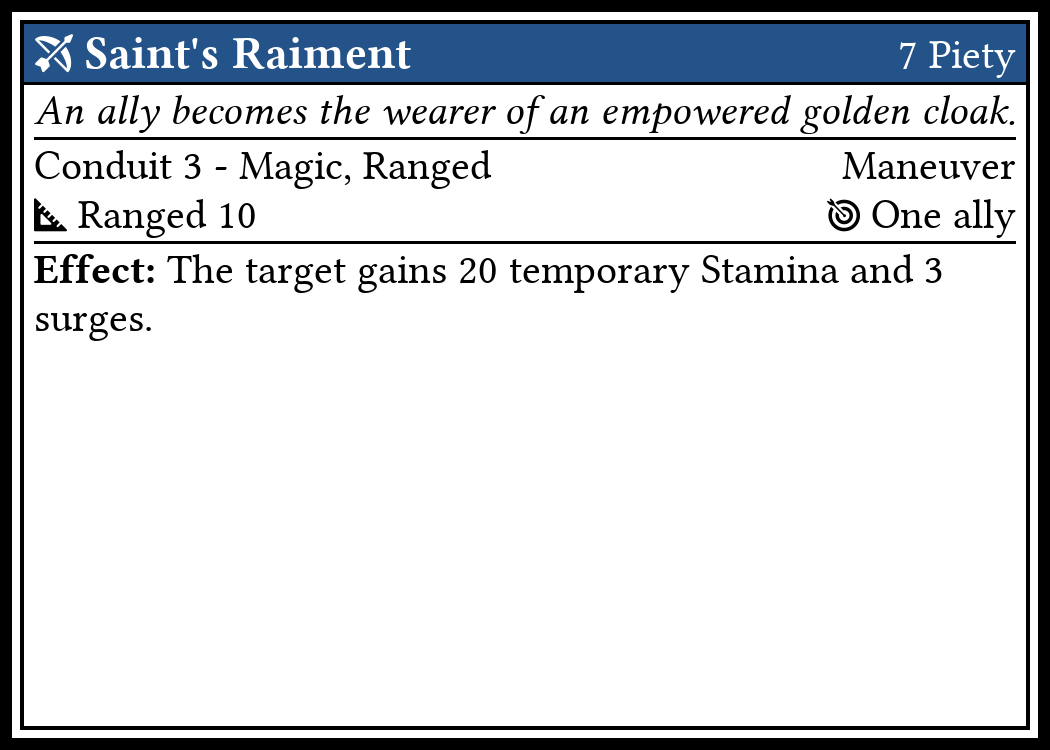 Saint's Raiment 7 Piety
An ally becomes the wearer of an empowered golden cloak.
Conduit 3 - Magic, Ranged Maneuver
Ranged 10 One ally
Effect: The target gains 20 temporary Stamina and 3
surges.